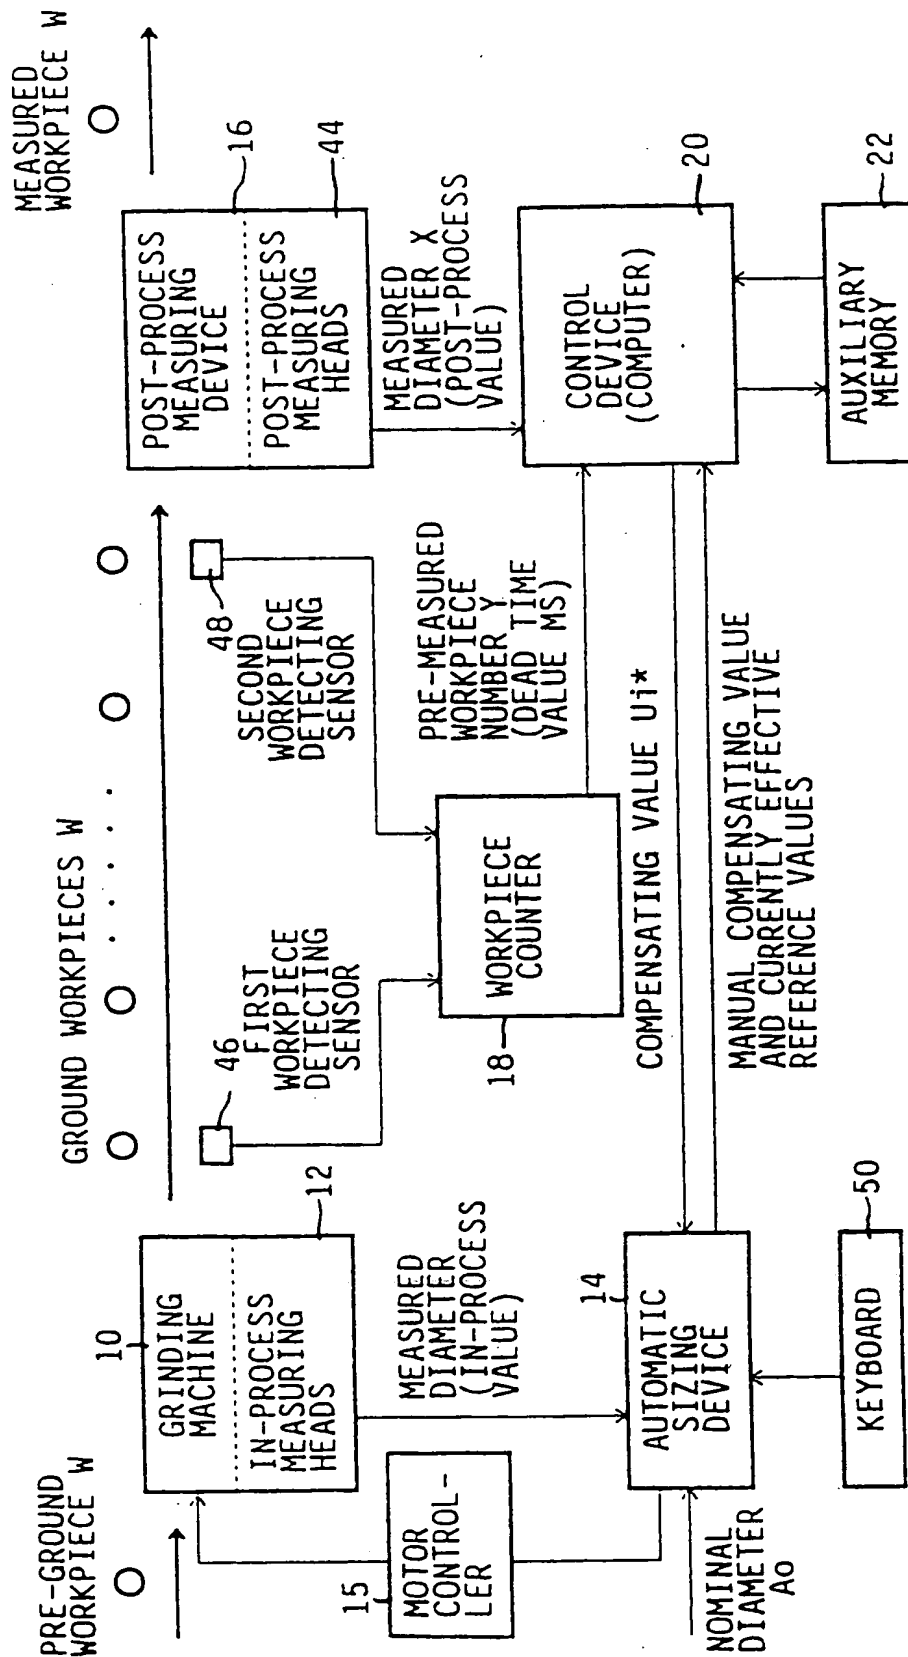 PRE-GROUND
WORKPIECE W
GROUND WORKPIECES W
MEASURED
WORKPIECE W
10
GRINDING
MACHINE
IN-PROCESS
MEASURING
HEADS
12
46
FIRST
WORKPIECE
DETECTING
SENSOR
48
SECOND
WORKPIECE
DETECTING
SENSOR
POST-PROCESS
MEASURING
DEVICE
16
POST-PROCESS
MEASURING
HEADS
44
15
MOTOR
CONTROL-
LER
MEASURED
DIAMETER
(IN-PROCESS
VALUE)
18
WORKPIECE
COUNTER
PRE-MEASURED
WORKPIECE
NUMBER Y
(DEAD TIME
VALUE MS)
MEASURED
DIAMETER X
(POST-PROCESS
VALUE)
NOMINAL
DIAMETER
Ao
14
AUTOMATIC
SIZING
DEVICE
COMPENSATING VALUE Ui*
MANUAL COMPENSATING VALUE
AND CURRENTLY EFFECTIVE
REFERENCE VALUES
CONTROL
DEVICE
(COMPUTER)
20
KEYBOARD
50
AUXILIARY
MEMORY
22